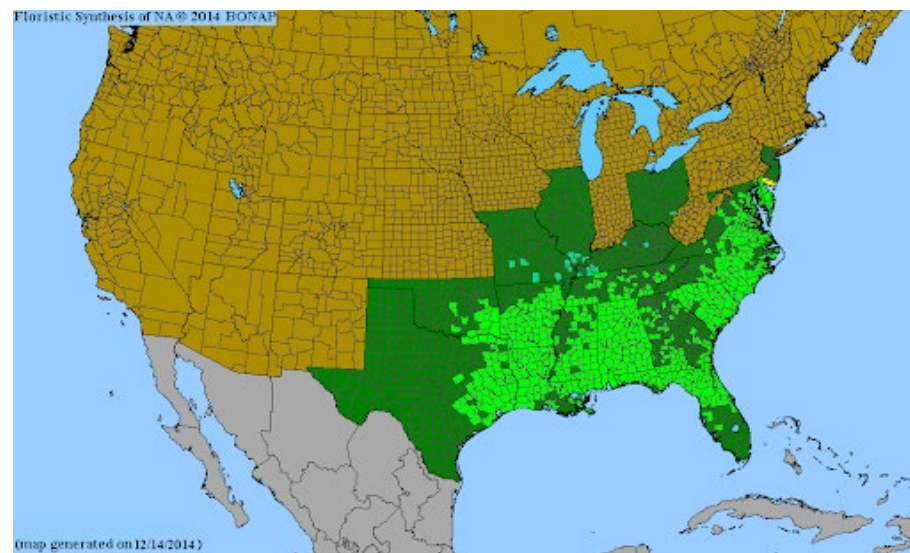 Floristic Synthesis of NA © 2014 BONAP
(map generated on 12/14/2014)